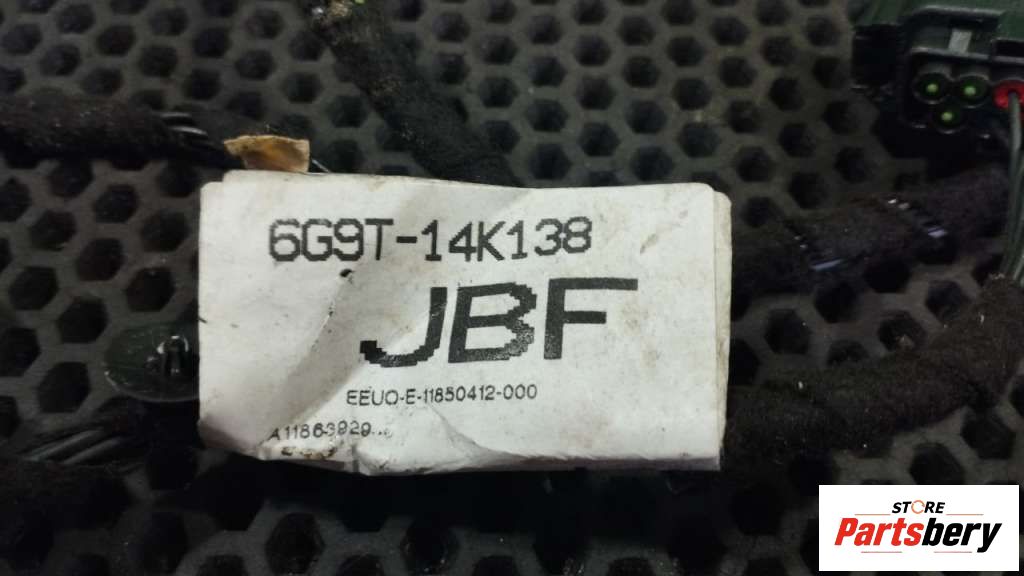 6G9T-14K138
JBF
EEUO-E-11850412-000
STORE
Partsbery